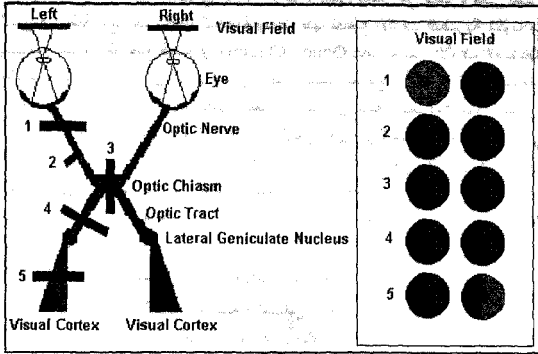 Left
Right
Visual Field
Eye
1
Optic Nerve
2
3
Optic Chiasm
4
Optic Tract
Lateral Geniculate Nucleus
5
Visual Cortex
Visual Cortex
Visual Field
1
2
3
4
5